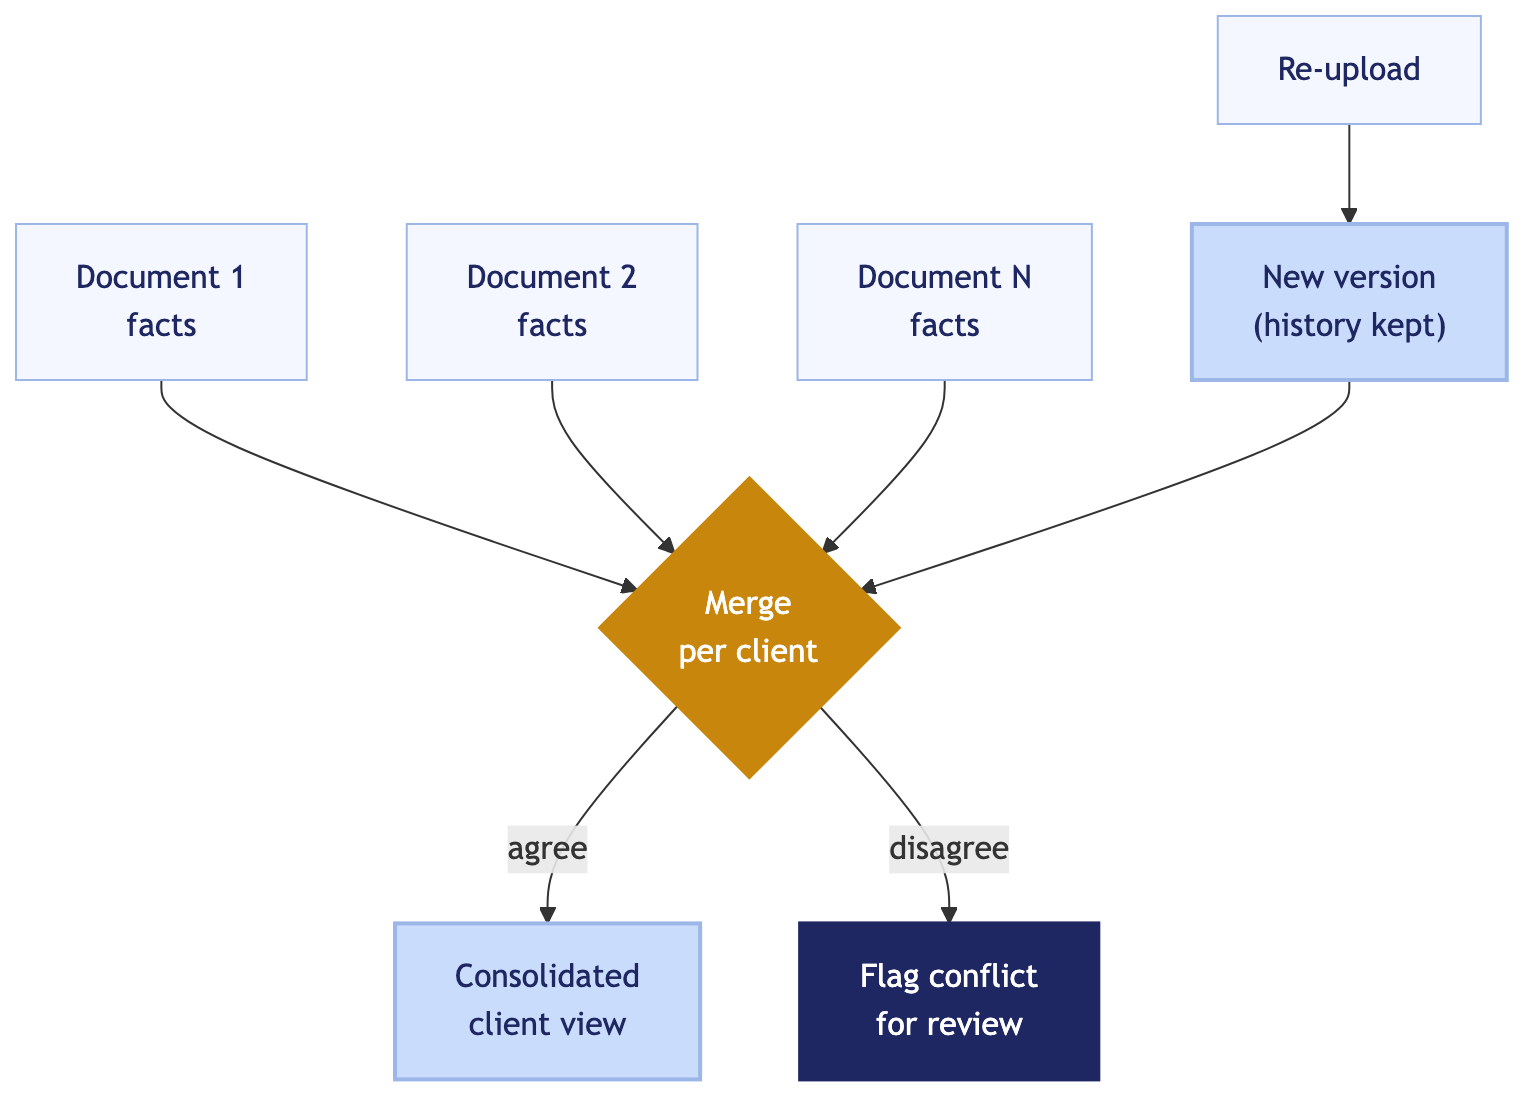 Re-upload
Document 1
facts
Document 2
facts
Document N
facts
New version
(history kept)
Merge
per client
agree
disagree
Consolidated
client view
Flag conflict
for review